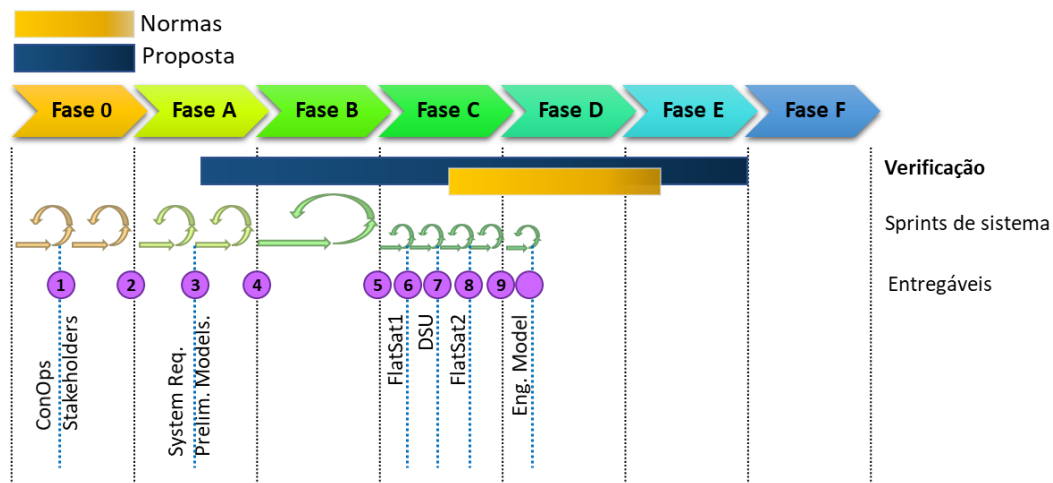 Normas
Proposta
Fase 0
Fase A
Fase B
Fase C
Fase D
Fase E
Fase F
Verificação
Sprints de sistema
1
2
3
4
5
6
7
8
9
Entregáveis
ConOps
Stakeholders
System Req.
Prelim. Models.
FlatSat1
DSU
FlatSat2
Eng. Model